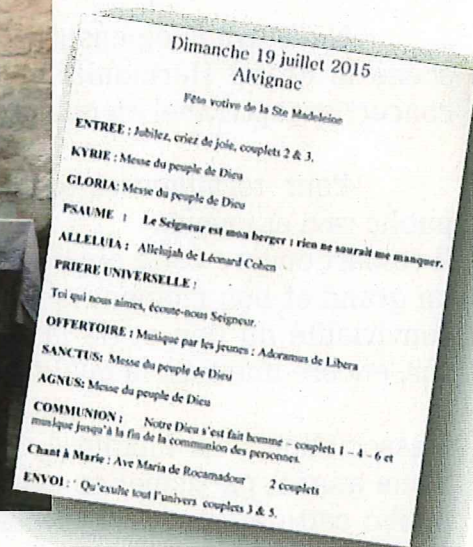 Dimanche 19 juillet 2015
Alvignac
Fête votive de la Ste Madeleine
ENTREE : Jubilez, criez de joie, couplets 2 & 3.
KYRIE : Messe du peuple de Dieu
GLORIA: Messe du peuple de Dieu
PSAUME : Le Seigneur est mon berger : rien ne saurait me manquer.
ALLELUIA : Allelujah de Léonard Cohen
PRIERE UNIVERSELLE :
Toi qui nous aimes, écoute-nous Seigneur.
OFFERTOIRE : Musique par les jeunes : Adoramus de Libera
SANCTUS: Messe du peuple de Dieu
AGNUS: Messe du peuple de Dieu
COMMUNION : Notre Dieu s'est fait homme – couplets 1 – 4 – 6 et
musique jusqu'à la fin de la communion des personnes.
Chant à Marie : Ave Maria de Rocamadour 2 couplets
ENVOI : Qu'exulte tout l'univers couplets 3 & 5.